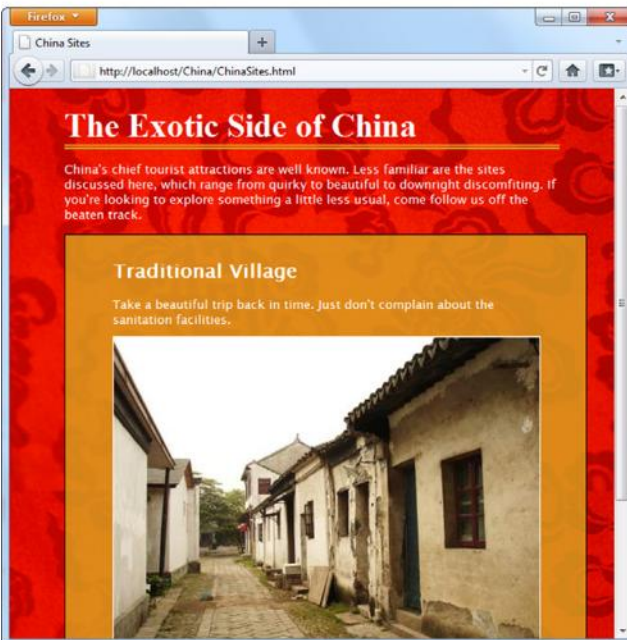 Firefox
China Sites
http://localhost/China/ChinaSites.html
The Exotic Side of China
China's chief tourist attractions are well known. Less familiar are the sites
discussed here, which range from quirky to beautiful to downright discomfiting. If
you're looking to explore something a little less usual, come follow us off the
beaten track.
Traditional Village
Take a beautiful trip back in time. Just don't complain about the
sanitation facilities.